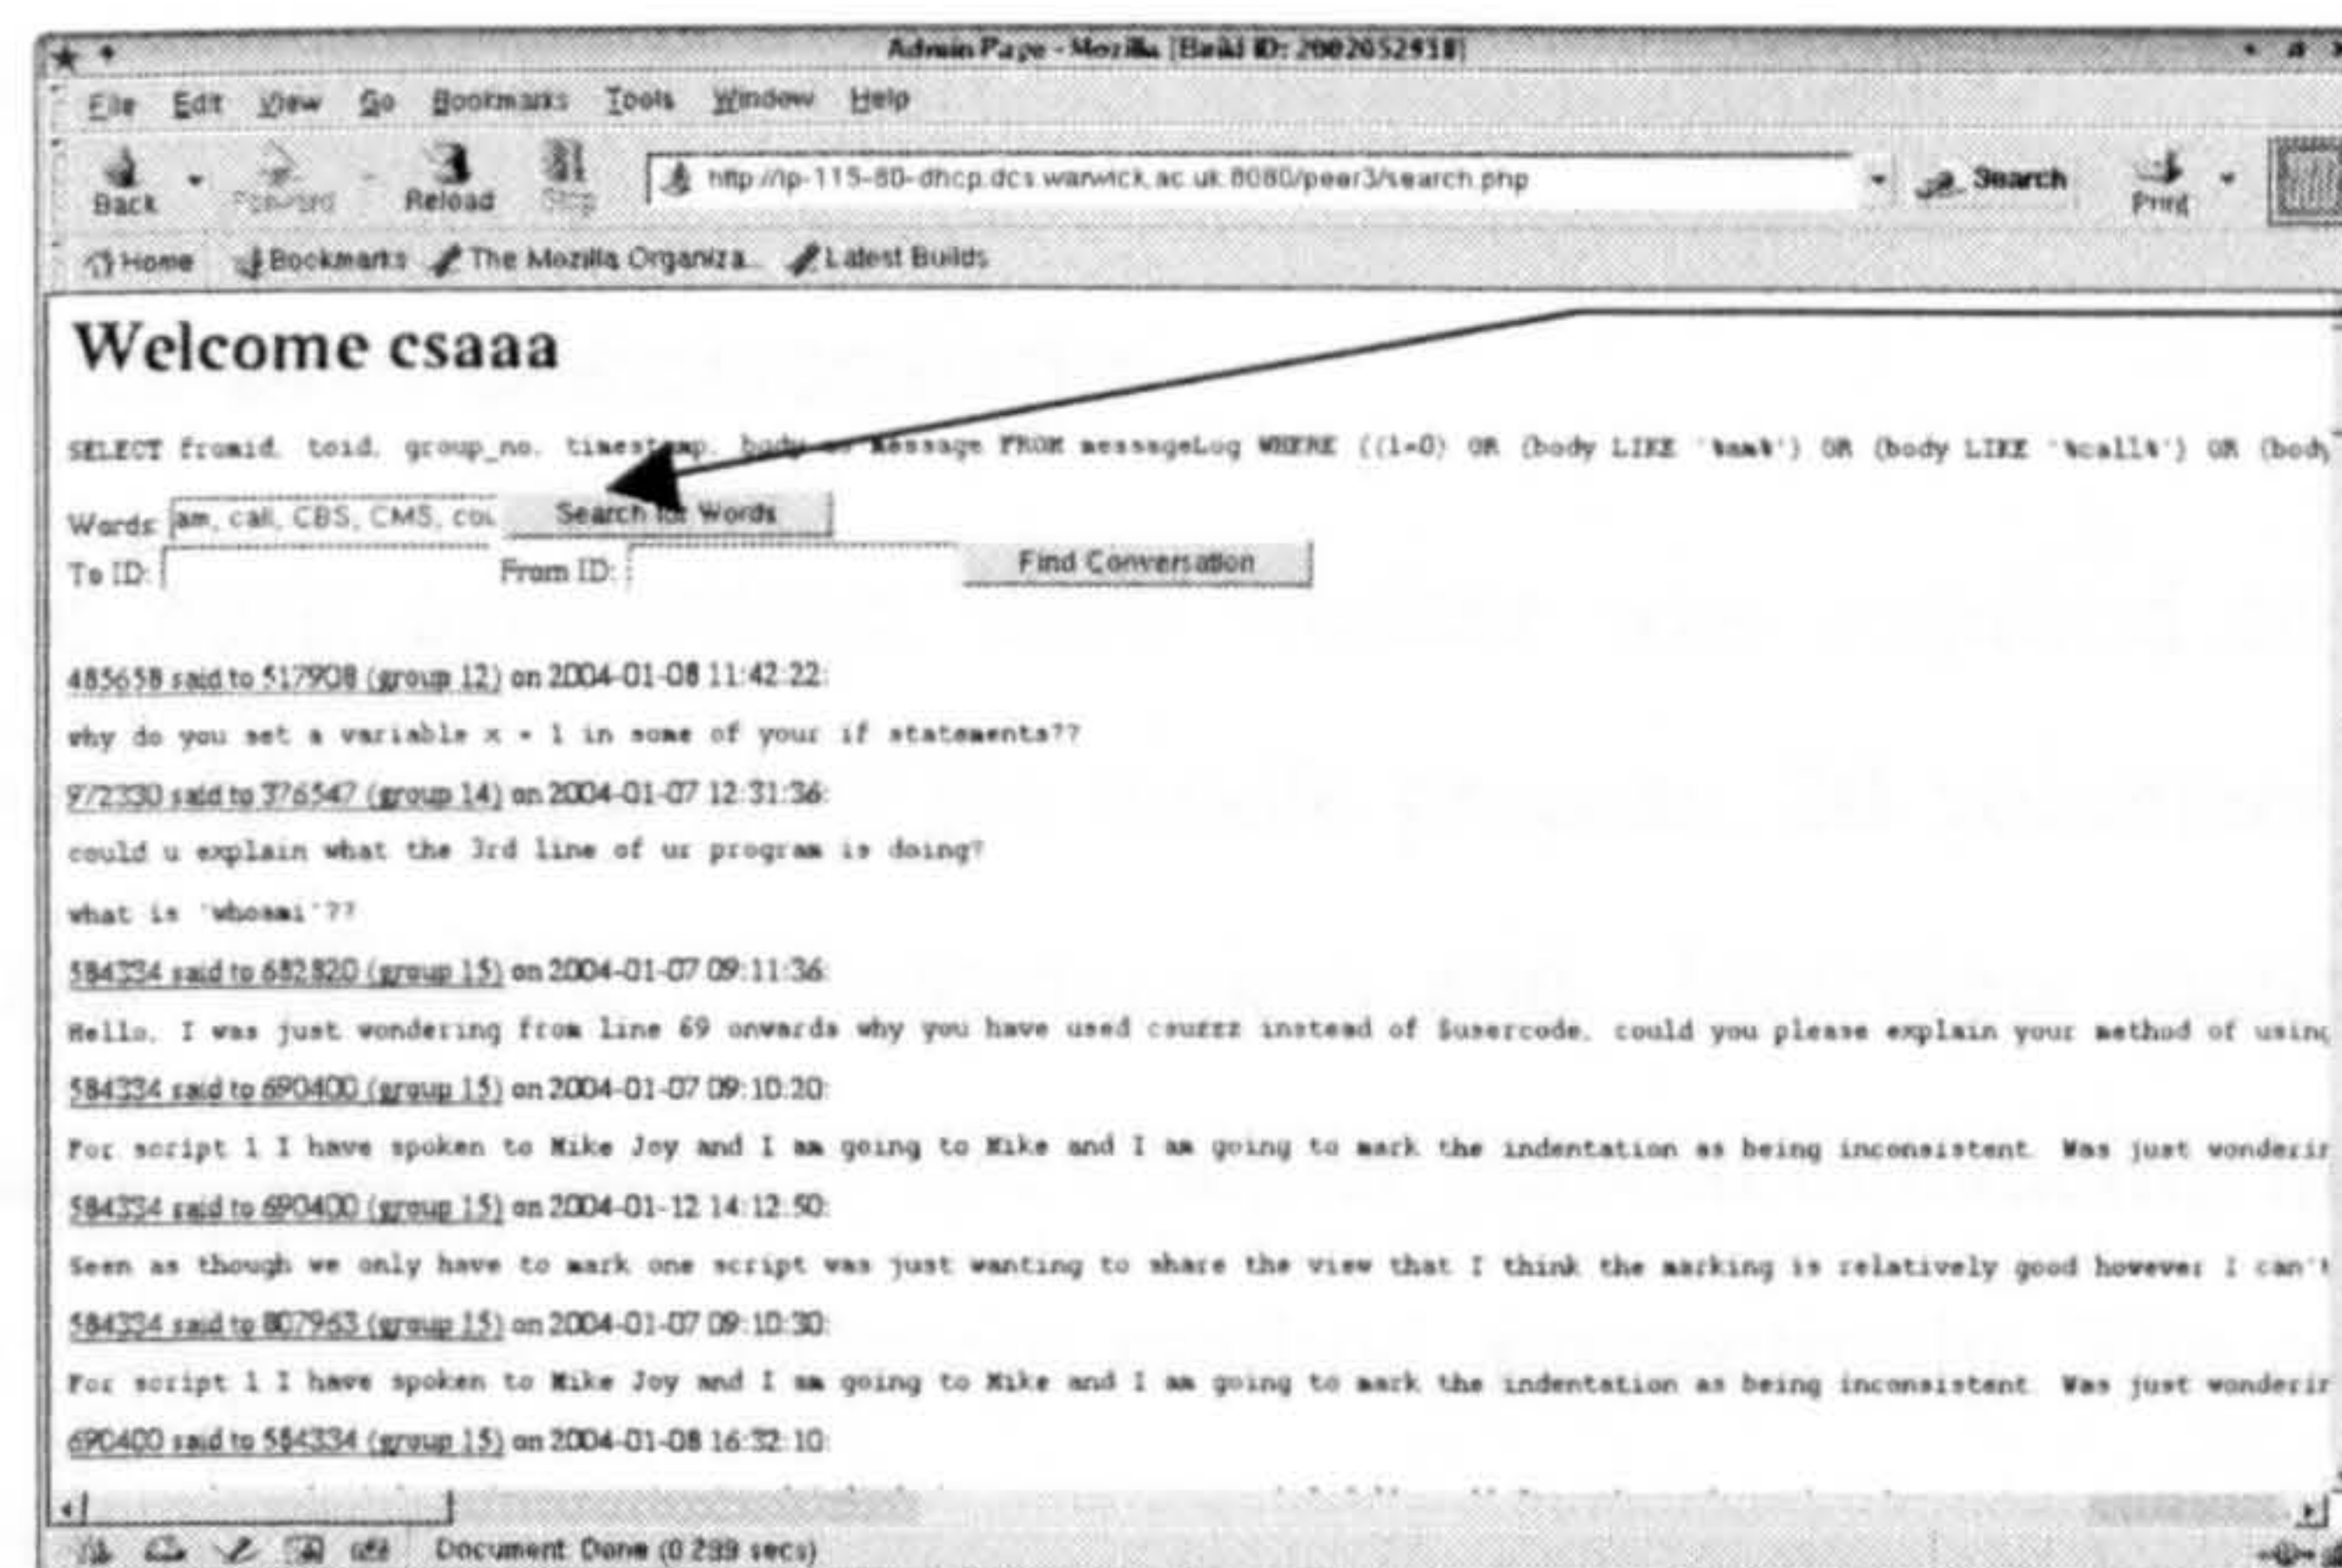 Admin Page - Mozilla {Build ID: 2002052918}
File Edit View Go Bookmarks Tools Window Help
Back Forward Reload Stop http://ip-115-80-dhcp.dcs.warwick.ac.uk:8080/peer3/search.php Search Print
Home Bookmarks The Mozilla Organiza... Latest Builds
Welcome csaaa
SELECT fromid, toid, group_no, timestamp, body as message FROM messageLog WHERE ((1=0) OR (body LIKE '%am%') OR (body LIKE '%call%') OR (body
Words: am, call, CBS, CMS, cou Search for Words
To ID: From ID: Find Conversation
485658 said to 517908 (group 12) on 2004-01-08 11:42:22:
why do you set a variable x = 1 in some of your if statements??
972330 said to 376547 (group 14) on 2004-01-07 12:31:36:
could u explain what the 3rd line of ur program is doing?
what is 'whoami'??
584334 said to 682820 (group 15) on 2004-01-07 09:11:36:
Hello, I was just wondering from line 69 onwards why you have used instead of $usercode, could you please explain your method of using
584334 said to 690400 (group 15) on 2004-01-07 09:10:20:
For script 1 I have spoken to Mike Joy and I am going to Mike and I am going to mark the indentation as being inconsistent. Was just wonderin
584334 said to 690400 (group 15) on 2004-01-12 14:12:50:
Seen as though we only have to mark one script was just wanting to share the view that I think the marking is relatively good however I can't
584334 said to 807963 (group 15) on 2004-01-07 09:10:30:
For script 1 I have spoken to Mike Joy and I am going to Mike and I am going to mark the indentation as being inconsistent. Was just wonderin
690400 said to 584334 (group 15) on 2004-01-08 16:32:10:
Document: Done (0.299 secs)